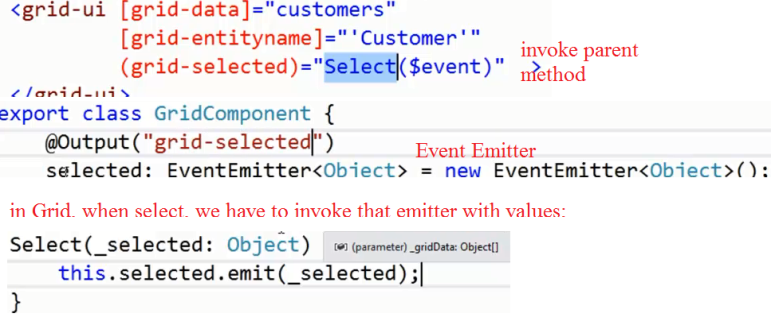 <grid-ui [grid-data]="customers"
[grid-entityname]="'Customer'"
(grid-selected)="Select($event)" >
invoke parent
method
</grid-ui>
export class GridComponent {
@Output("grid-selected")
Event Emitter
selected: EventEmitter<Object> = new EventEmitter<Object>();
in Grid, when select, we have to invoke that emitter with values:
Select(_selected: Object)
(parameter) _gridData: Object[]
this.selected.emit(_selected);
}